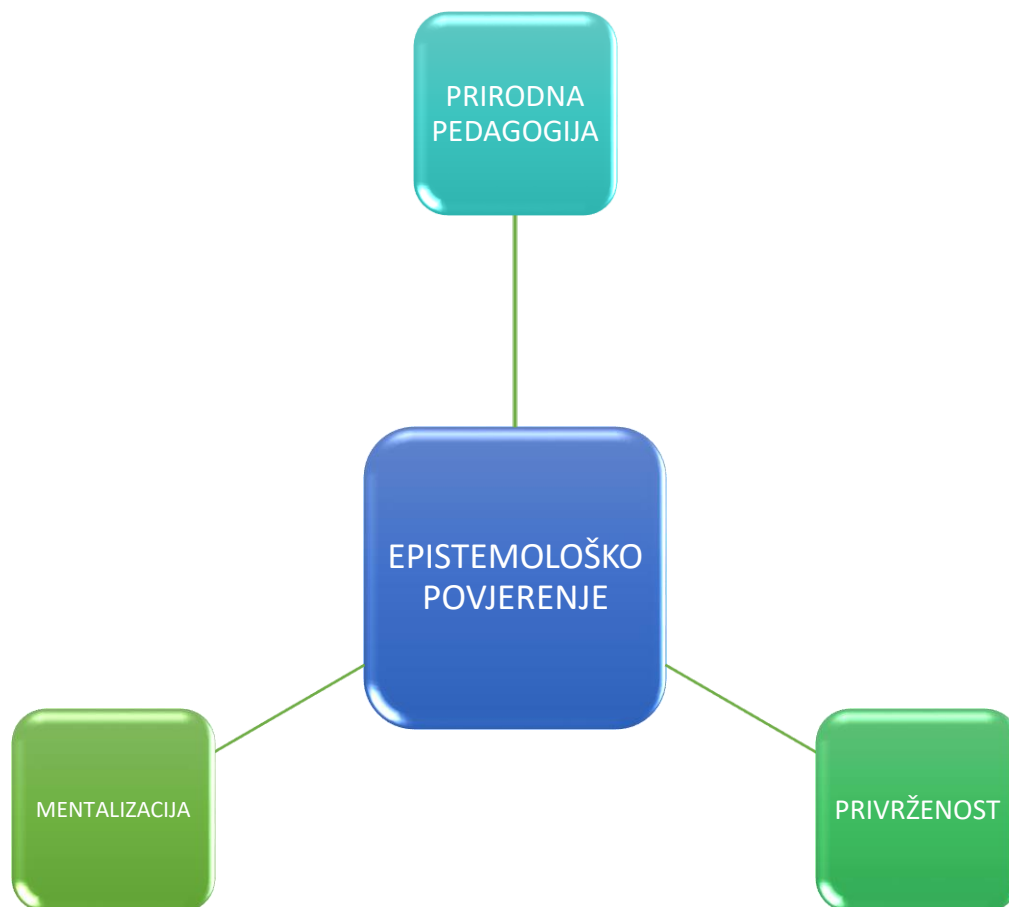 PRIRODNA
PEDAGOGIJA
EPISTEMOLOŠKO
POVJERENJE
MENTALIZACIJA
PRIVRŽENOST